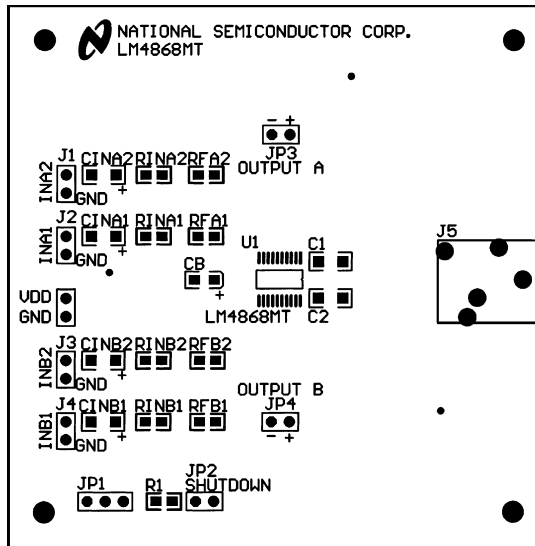 NATIONAL SEMICONDUCTOR CORP.
LM4868MT
- +
JP3
OUTPUT A
J1 CINA2 RINA2 RFA2
INA2
GND +
J2 CINA1 RINA1 RFA1
INA1
GND +
U1 C1
J5
CB
+
VDD
GND
LM4868MT C2
J3 CINB2 RINB2 RFB2
INB2
GND +
OUTPUT B
J4 CINB1 RINB1 RFB1 JP4
INB1
GND +
- +
JP1 R1 JP2
SHUTDOWN